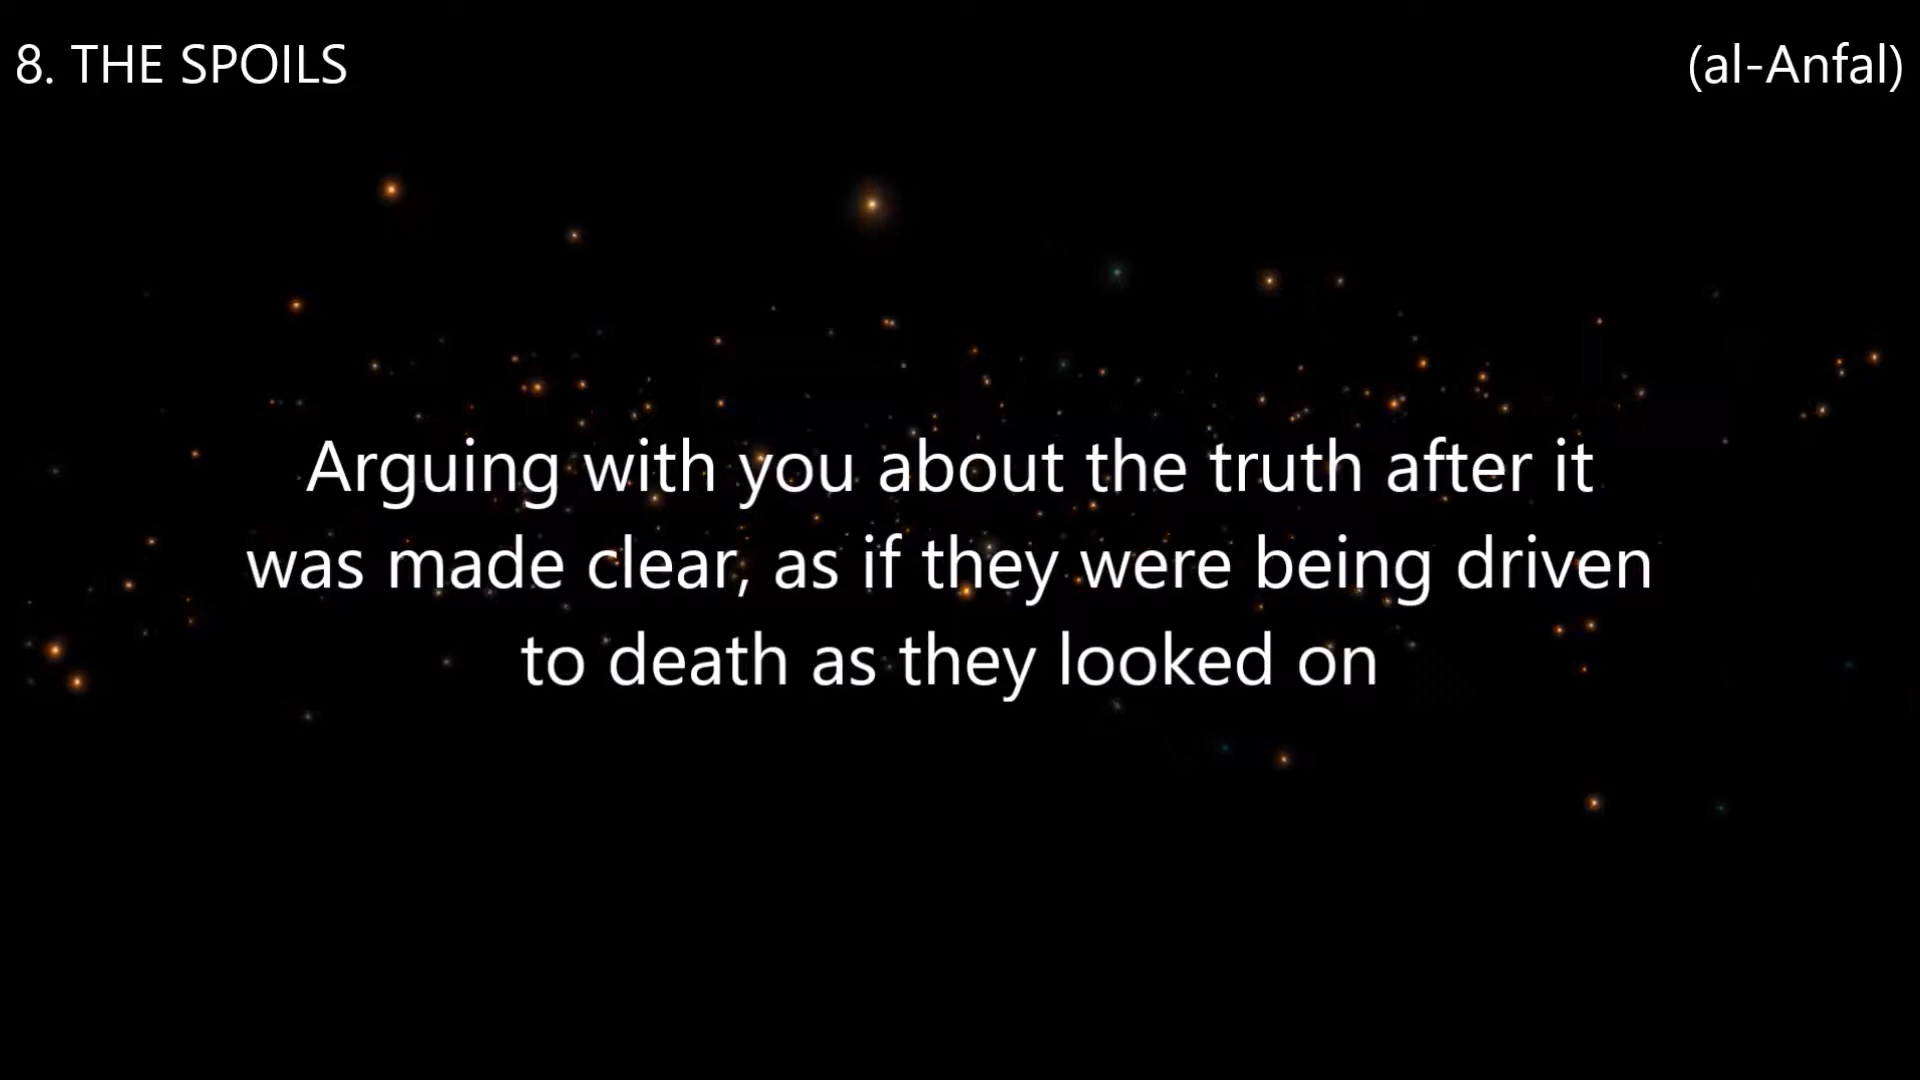 8. THE SPOILS
(al-Anfal)
Arguing with you about the truth after it
was made clear, as if they were being driven
to death as they looked on